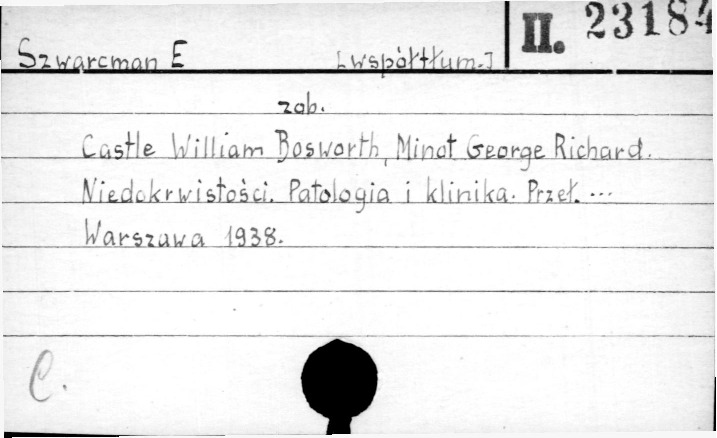 Szwarcman E [współtłum.] II. 23184
zob.
Castle William Bosworth, Minot George Richard.
Niedokrwistości. Patologia i klinika. Przeł. ...
Warszawa 1938.
C.